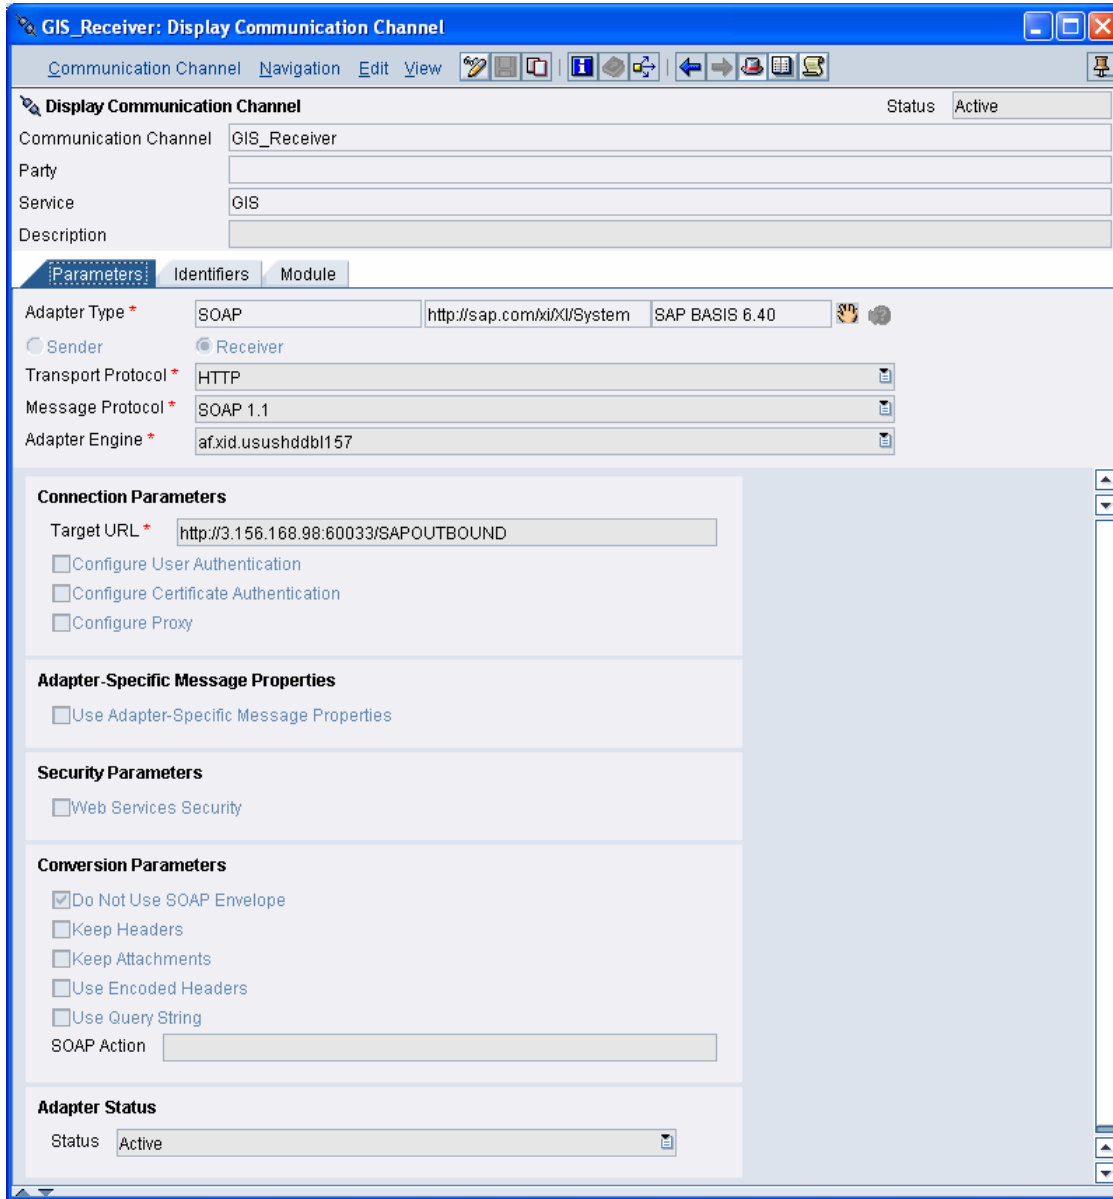 GIS_Receiver: Display Communication Channel
Communication Channel Navigation Edit View
Display Communication Channel Status Active
Communication Channel GIS_Receiver
Party
Service GIS
Description
Parameters Identifiers Module
Adapter Type * SOAP http://sap.com/xi/XI/System SAP BASIS 6.40
Sender Receiver
Transport Protocol * HTTP
Message Protocol * SOAP 1.1
Adapter Engine * af.xid.usushddbl157
Connection Parameters
Target URL * http://3.156.168.98:60033/SAPOUTBOUND
Configure User Authentication
Configure Certificate Authentication
Configure Proxy
Adapter-Specific Message Properties
Use Adapter-Specific Message Properties
Security Parameters
Web Services Security
Conversion Parameters
Do Not Use SOAP Envelope
Keep Headers
Keep Attachments
Use Encoded Headers
Use Query String
SOAP Action
Adapter Status
Status Active